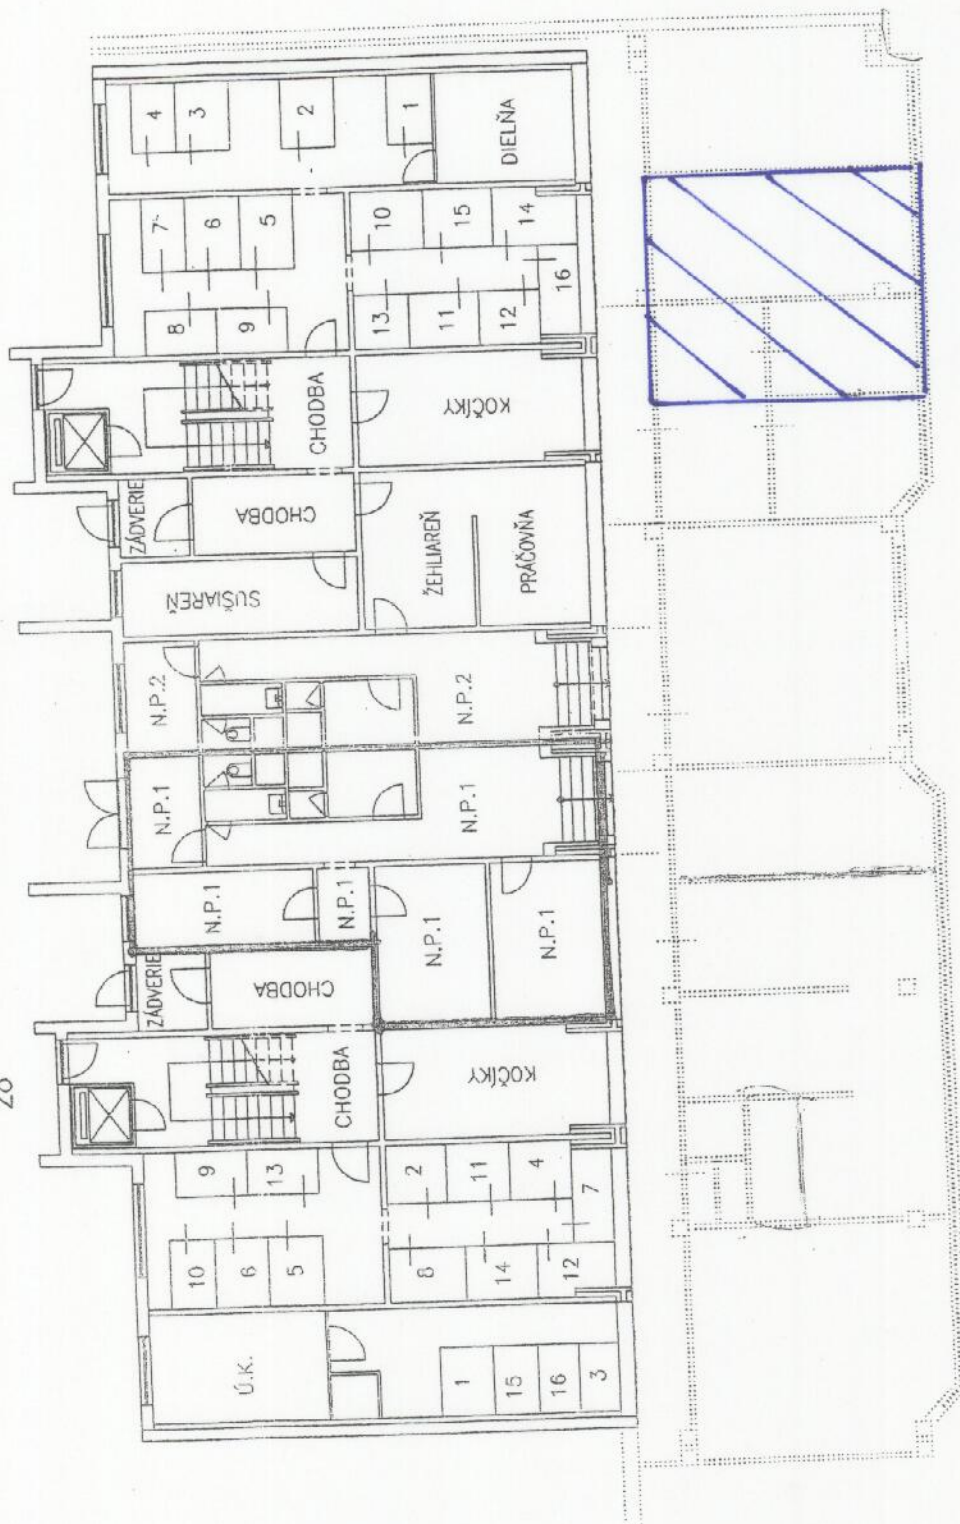 4
3
2
1
DIELŇA
7
6
5
10
15
14
8
9
13
11
12
16
CHODBA
KOČÍKY
ZÁDVERIE
CHODBA
SUŠIAREŇ
ŽEHLIAREŇ
PRÁČOVŇA
N.P.2
N.P.2
N.P.1
N.P.1
N.P.1
N.P.1
N.P.1
N.P.1
ZÁDVERIE
CHODBA
CHODBA
KOČÍKY
9
13
2
11
4
7
10
6
5
8
14
12
Ú.K.
1
15
16
3